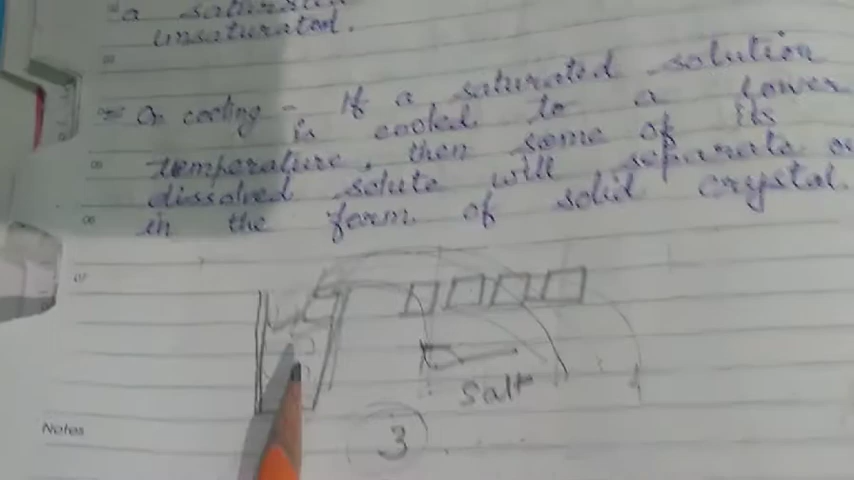 a saturated
unsaturated.
On cooling - If a saturated solution
is cooled to a lower
temperature, then some of its
dissolved solute will separate
in the form of solid crystal.
Salt
3
Notes